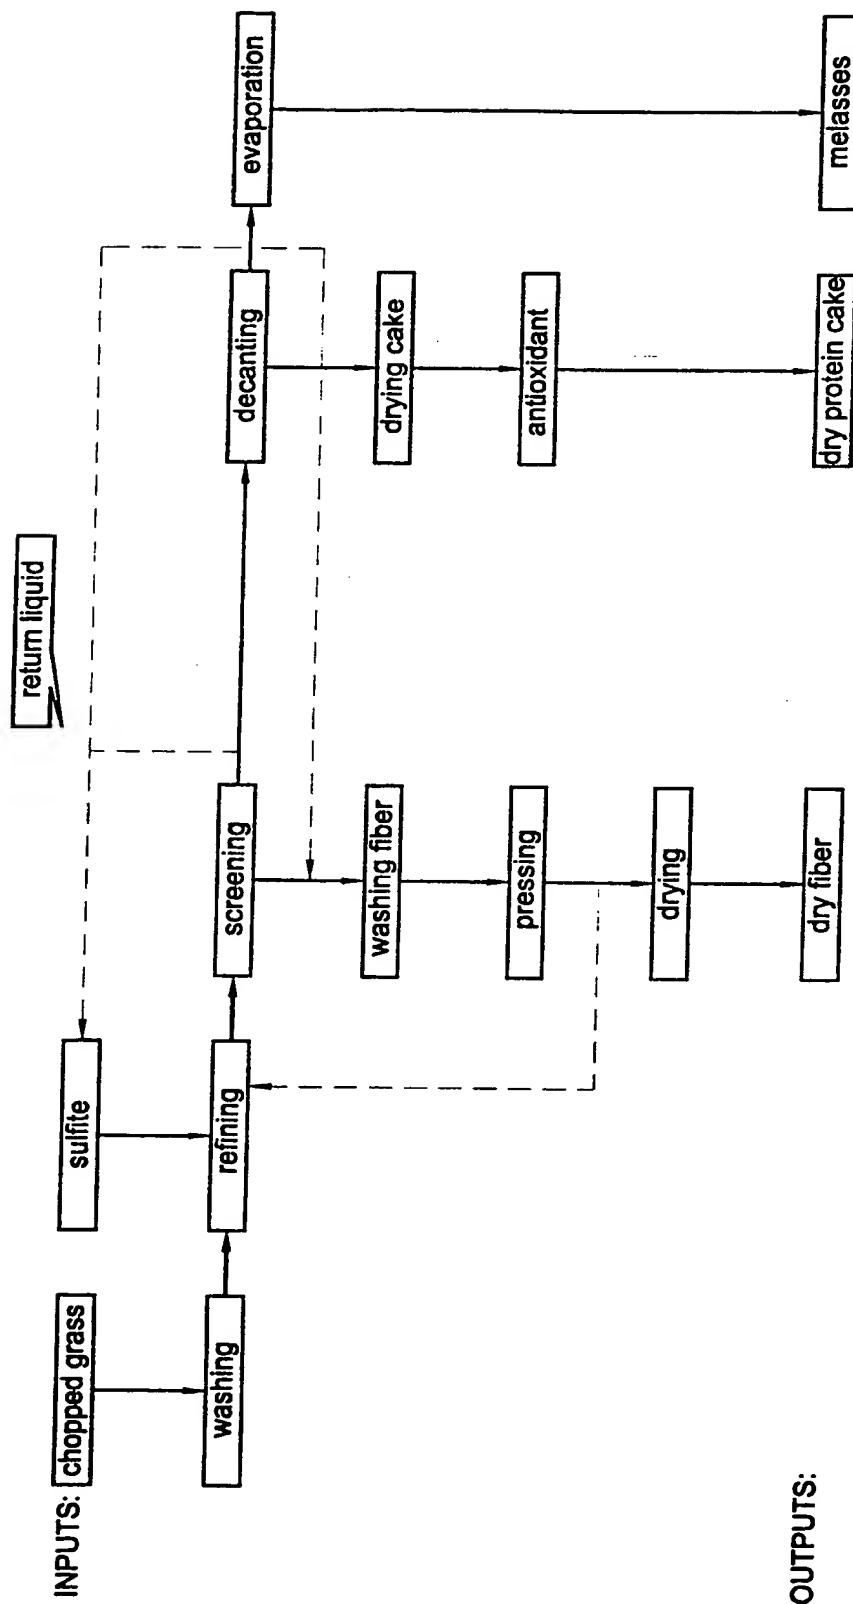 return liquid
INPUTS:
chopped grass
sulfite
washing
refining
screening
decanting
evaporation
washing fiber
drying cake
pressing
antioxidant
drying
OUTPUTS:
dry fiber
dry protein cake
melasses